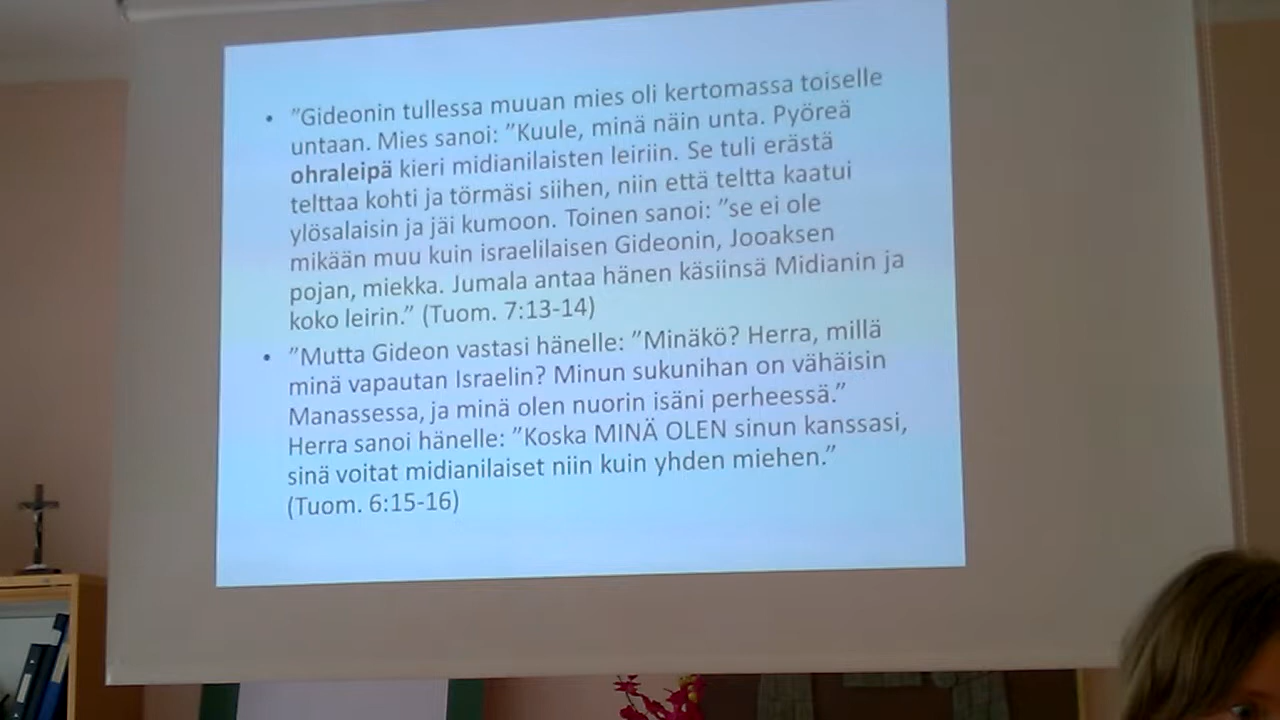 • ”Gideonin tullessa muuan mies oli kertomassa toiselle
untaan. Mies sanoi: ”Kuule, minä näin unta. Pyöreä
ohraleipä kieri midianilaisten leiriin. Se tuli erästä
telttaa kohti ja törmäsi siihen, niin että teltta kaatui
ylösalaisin ja jäi kumoon. Toinen sanoi: ”se ei ole
mikään muu kuin israelilaisen Gideonin, Jooaksen
pojan, miekka. Jumala antaa hänen käsiinsä Midianin ja
koko leirin.” (Tuom. 7:13-14)
• ”Mutta Gideon vastasi hänelle: ”Minäkö? Herra, millä
minä vapautan Israelin? Minun sukunihan on vähäisin
Manassessa, ja minä olen nuorin isäni perheessä.”
Herra sanoi hänelle: ”Koska MINÄ OLEN sinun kanssasi,
sinä voitat midianilaiset niin kuin yhden miehen.”
(Tuom. 6:15-16)